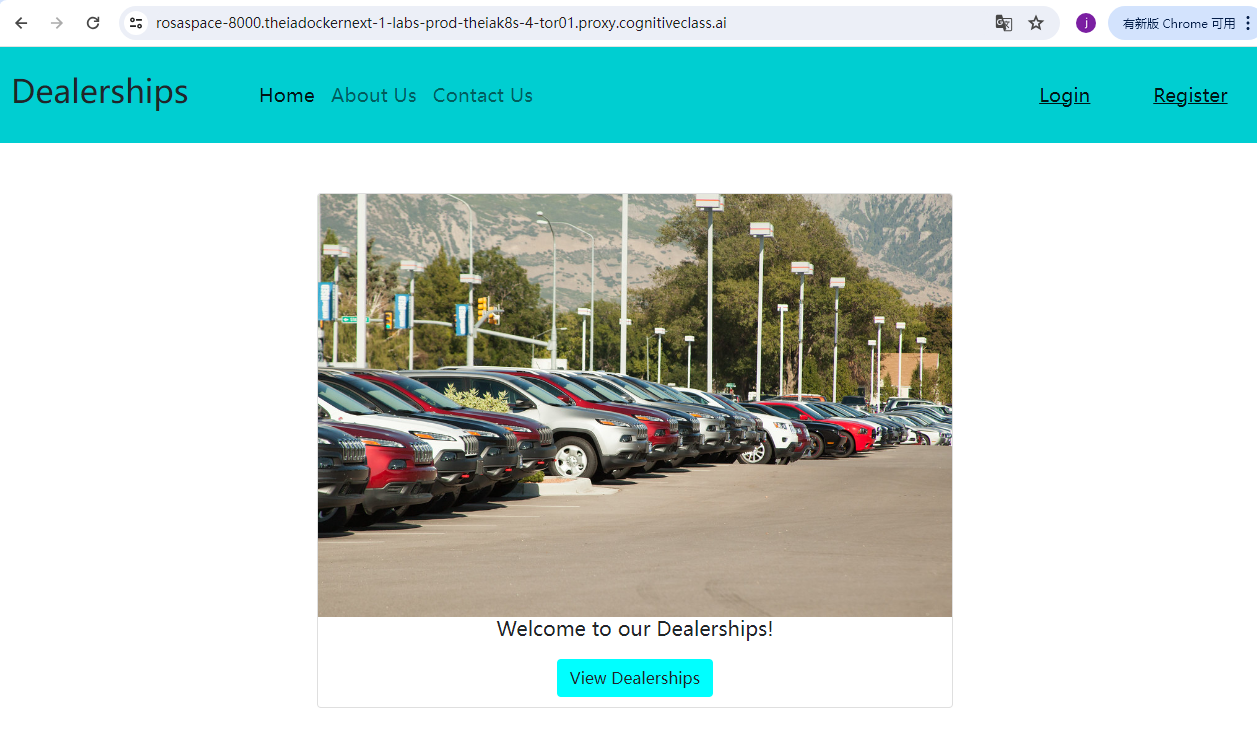 rosaspace-8000.theiadockernext-1-labs-prod-theiak8s-4-tor01.proxy.cognitiveclass.ai
j
有新版 Chrome 可用
Dealerships
Home About Us Contact Us
Login Register
Welcome to our Dealerships!
View Dealerships